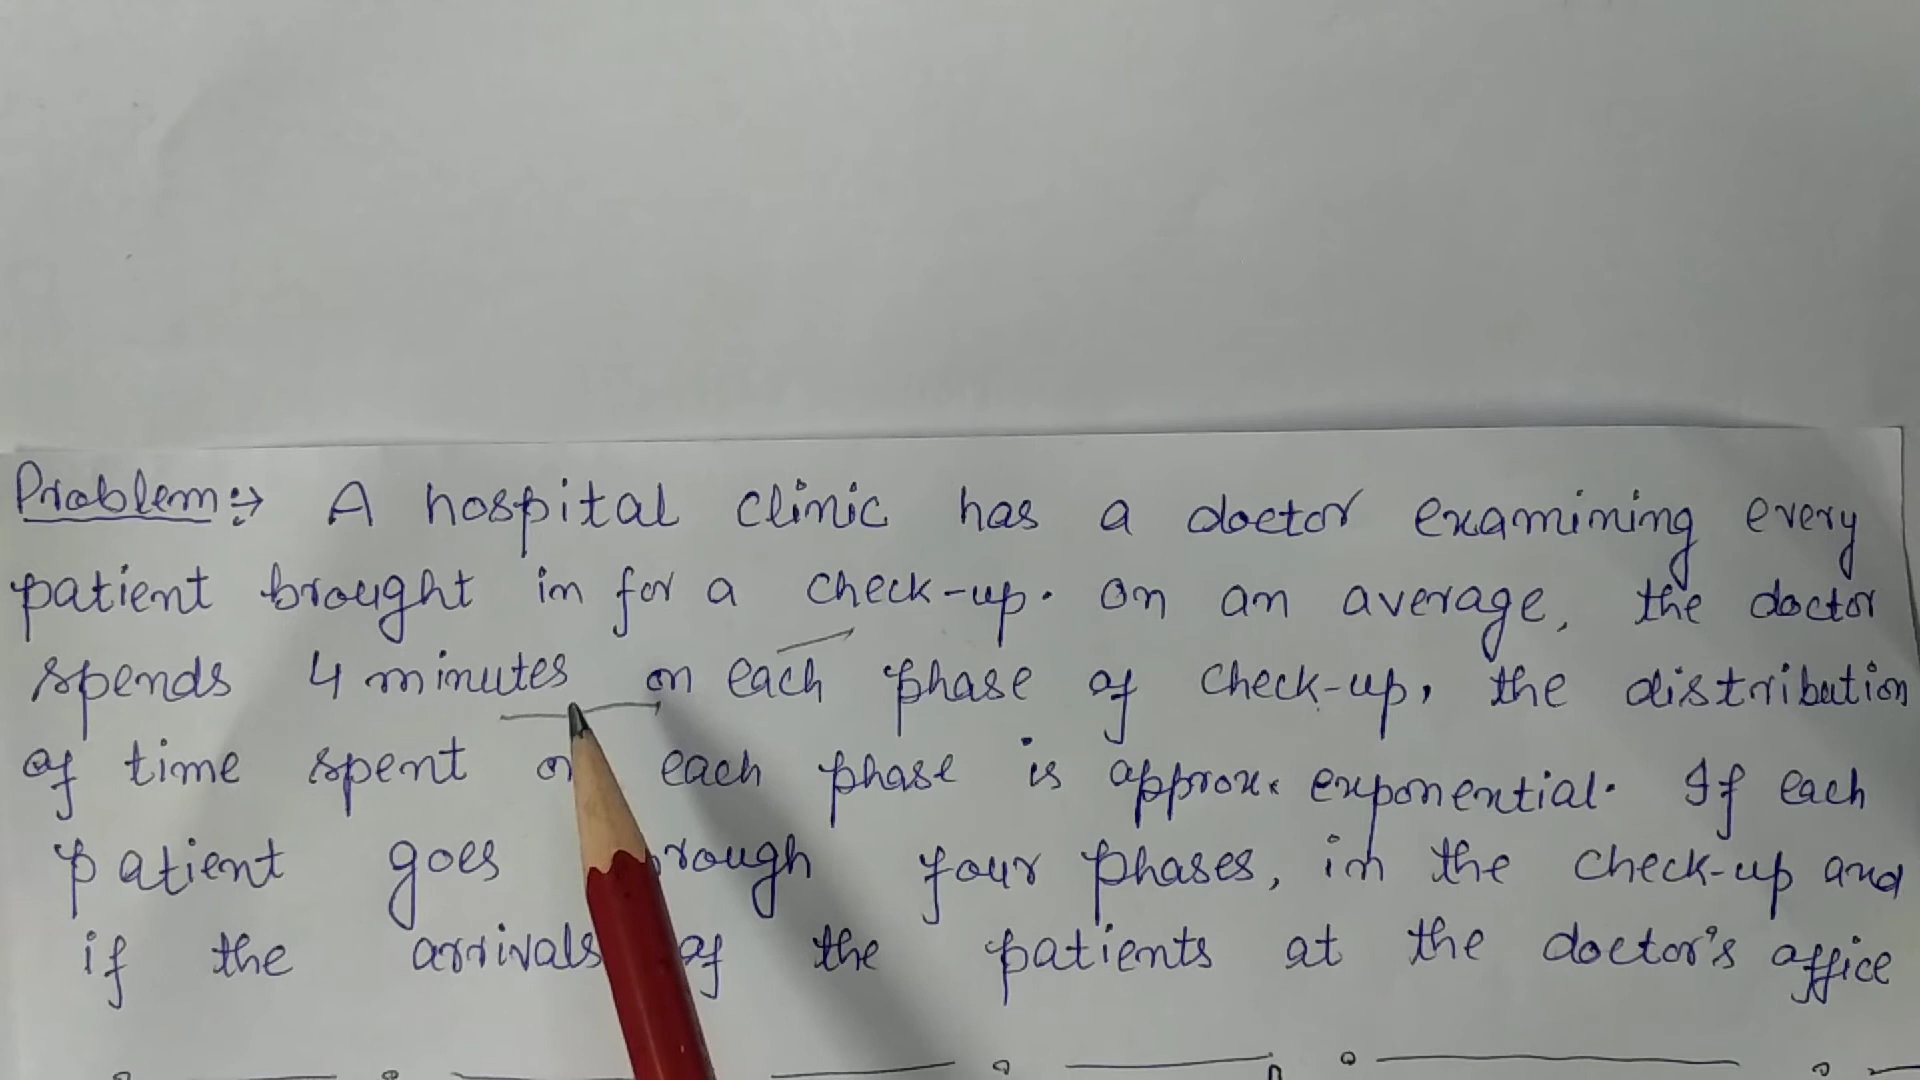 Problem:→ A hospital clinic has a doctor examining every
patient brought in for a check-up. On an average, the doctor
spends 4 minutes on each phase of check-up, the distribution
of time spent on each phase is approx. exponential. If each
patient goes through four phases, in the check-up and
if the arrivals of the patients at the doctor's office